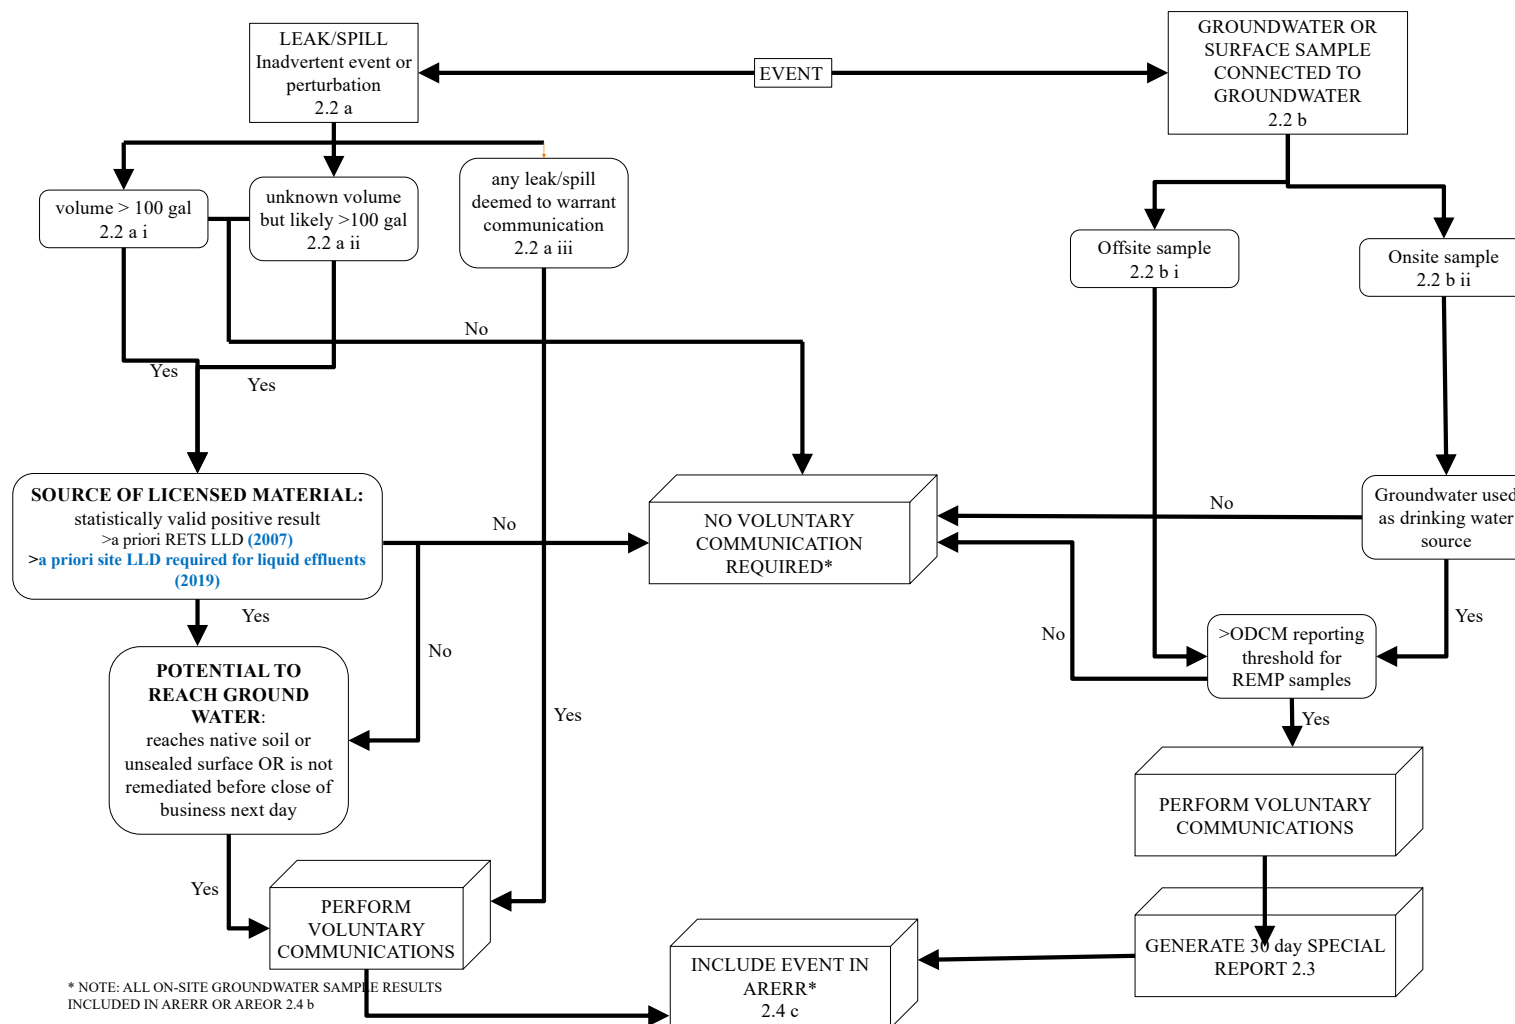 LEAK/SPILL
Inadvertent event or
perturbation
2.2 a
EVENT
GROUNDWATER OR
SURFACE SAMPLE
CONNECTED TO
GROUNDWATER
2.2 b
volume > 100 gal
2.2 a i
unknown volume
but likely >100 gal
2.2 a ii
any leak/spill
deemed to warrant
communication
2.2 a iii
Offsite sample
2.2 b i
Onsite sample
2.2 b ii
No
Yes
Yes
SOURCE OF LICENSED MATERIAL:
statistically valid positive result
>a priori RETS LLD (2007)
>a priori site LLD required for liquid effluents
(2019)
No
NO VOLUNTARY
COMMUNICATION
REQUIRED*
No
Groundwater used
as drinking water
source
Yes
No
Yes
No
>ODCM reporting
threshold for
REMP samples
POTENTIAL TO
REACH GROUND
WATER:
reaches native soil or
unsealed surface OR is not
remediated before close of
business next day
Yes
Yes
PERFORM VOLUNTARY
COMMUNICATIONS
Yes
PERFORM
VOLUNTARY
COMMUNICATIONS
INCLUDE EVENT IN
ARERR*
2.4 c
GENERATE 30 day SPECIAL
REPORT 2.3
* NOTE: ALL ON-SITE GROUNDWATER SAMPLE RESULTS
INCLUDED IN ARERR OR AREOR 2.4 b